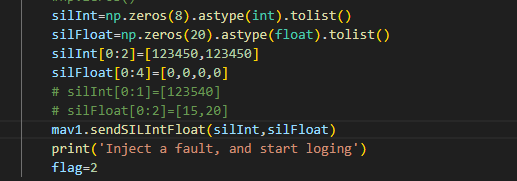 silInt=np.zeros(8).astype(int).tolist()
silFloat=np.zeros(20).astype(float).tolist()
silInt[0:2]=[123450,123450]
silFloat[0:4]=[0,0,0,0]
# silInt[0:1]=[123540]
# silFloat[0:2]=[15,20]
mav1.sendSILIntFloat(silInt,silFloat)
print('Inject a fault, and start loging')
flag=2